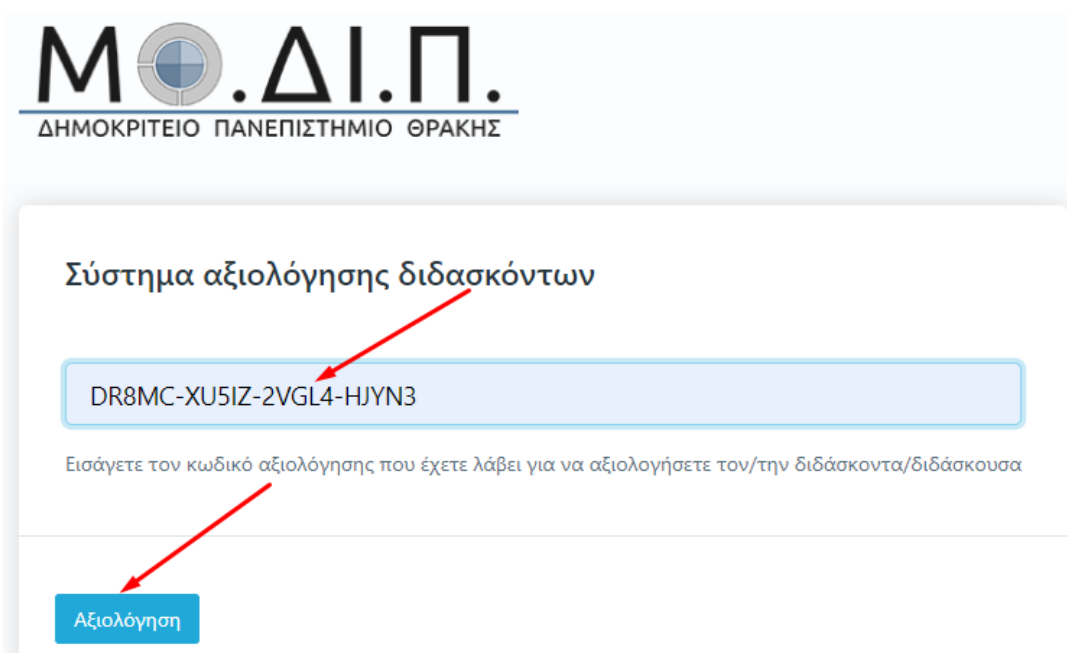 ΜΟ.ΔΙ.Π.
ΔΗΜΟΚΡΙΤΕΙΟ ΠΑΝΕΠΙΣΤΗΜΙΟ ΘΡΑΚΗΣ
Σύστημα αξιολόγησης διδασκόντων
DR8MC-XU5IZ-2VGL4-HJYN3
Εισάγετε τον κωδικό αξιολόγησης που έχετε λάβει για να αξιολογήσετε τον/την διδάσκοντα/διδάσκουσα
Αξιολόγηση